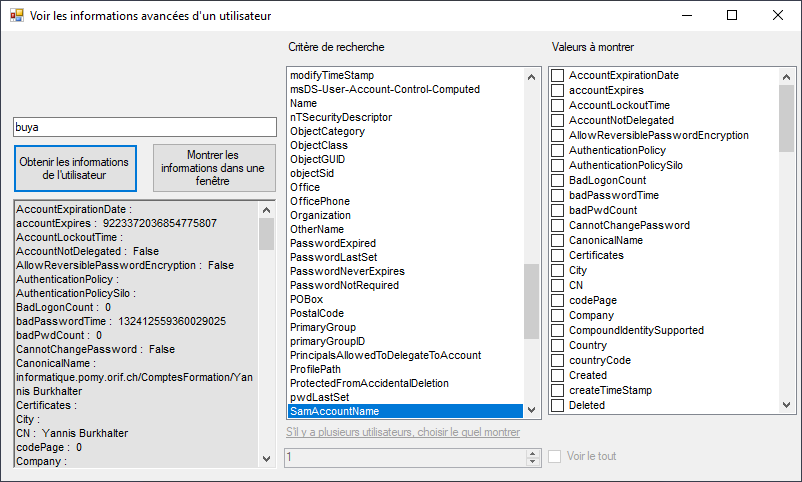 Voir les informations avancées d'un utilisateur
Critère de recherche
Valeurs à montrer
buya
Obtenir les informations
de l'utilisateur
Montrer les
informations dans une
fenêtre
AccountExpirationDate :
accountExpires : 9223372036854775807
AccountLockoutTime :
AccountNotDelegated : False
AllowReversiblePasswordEncryption : False
AuthenticationPolicy :
AuthenticationPolicySilo :
BadLogonCount : 0
badPasswordTime : 132412559360029025
badPwdCount : 0
CannotChangePassword : False
CanonicalName :
informatique.pomy.orif.ch/ComptesFormation/Yan
nis Burkhalter
Certificates :
City :
CN : Yannis Burkhalter
codePage : 0
Company :
modifyTimeStamp
msDS-User-Account-Control-Computed
Name
nTSecurityDescriptor
ObjectCategory
ObjectClass
ObjectGUID
objectSid
Office
OfficePhone
Organization
OtherName
PasswordExpired
PasswordLastSet
PasswordNeverExpires
PasswordNotRequired
POBox
PostalCode
PrimaryGroup
primaryGroupID
PrincipalsAllowedToDelegateToAccount
ProfilePath
ProtectedFromAccidentalDeletion
pwdLastSet
SamAccountName
S'il y a plusieurs utilisateurs, choisir le quel montrer
1
AccountExpirationDate
accountExpires
AccountLockoutTime
AccountNotDelegated
AllowReversiblePasswordEncryption
AuthenticationPolicy
AuthenticationPolicySilo
BadLogonCount
badPasswordTime
badPwdCount
CannotChangePassword
CanonicalName
Certificates
City
CN
codePage
Company
CompoundIdentitySupported
Country
countryCode
Created
createTimeStamp
Deleted
Voir le tout